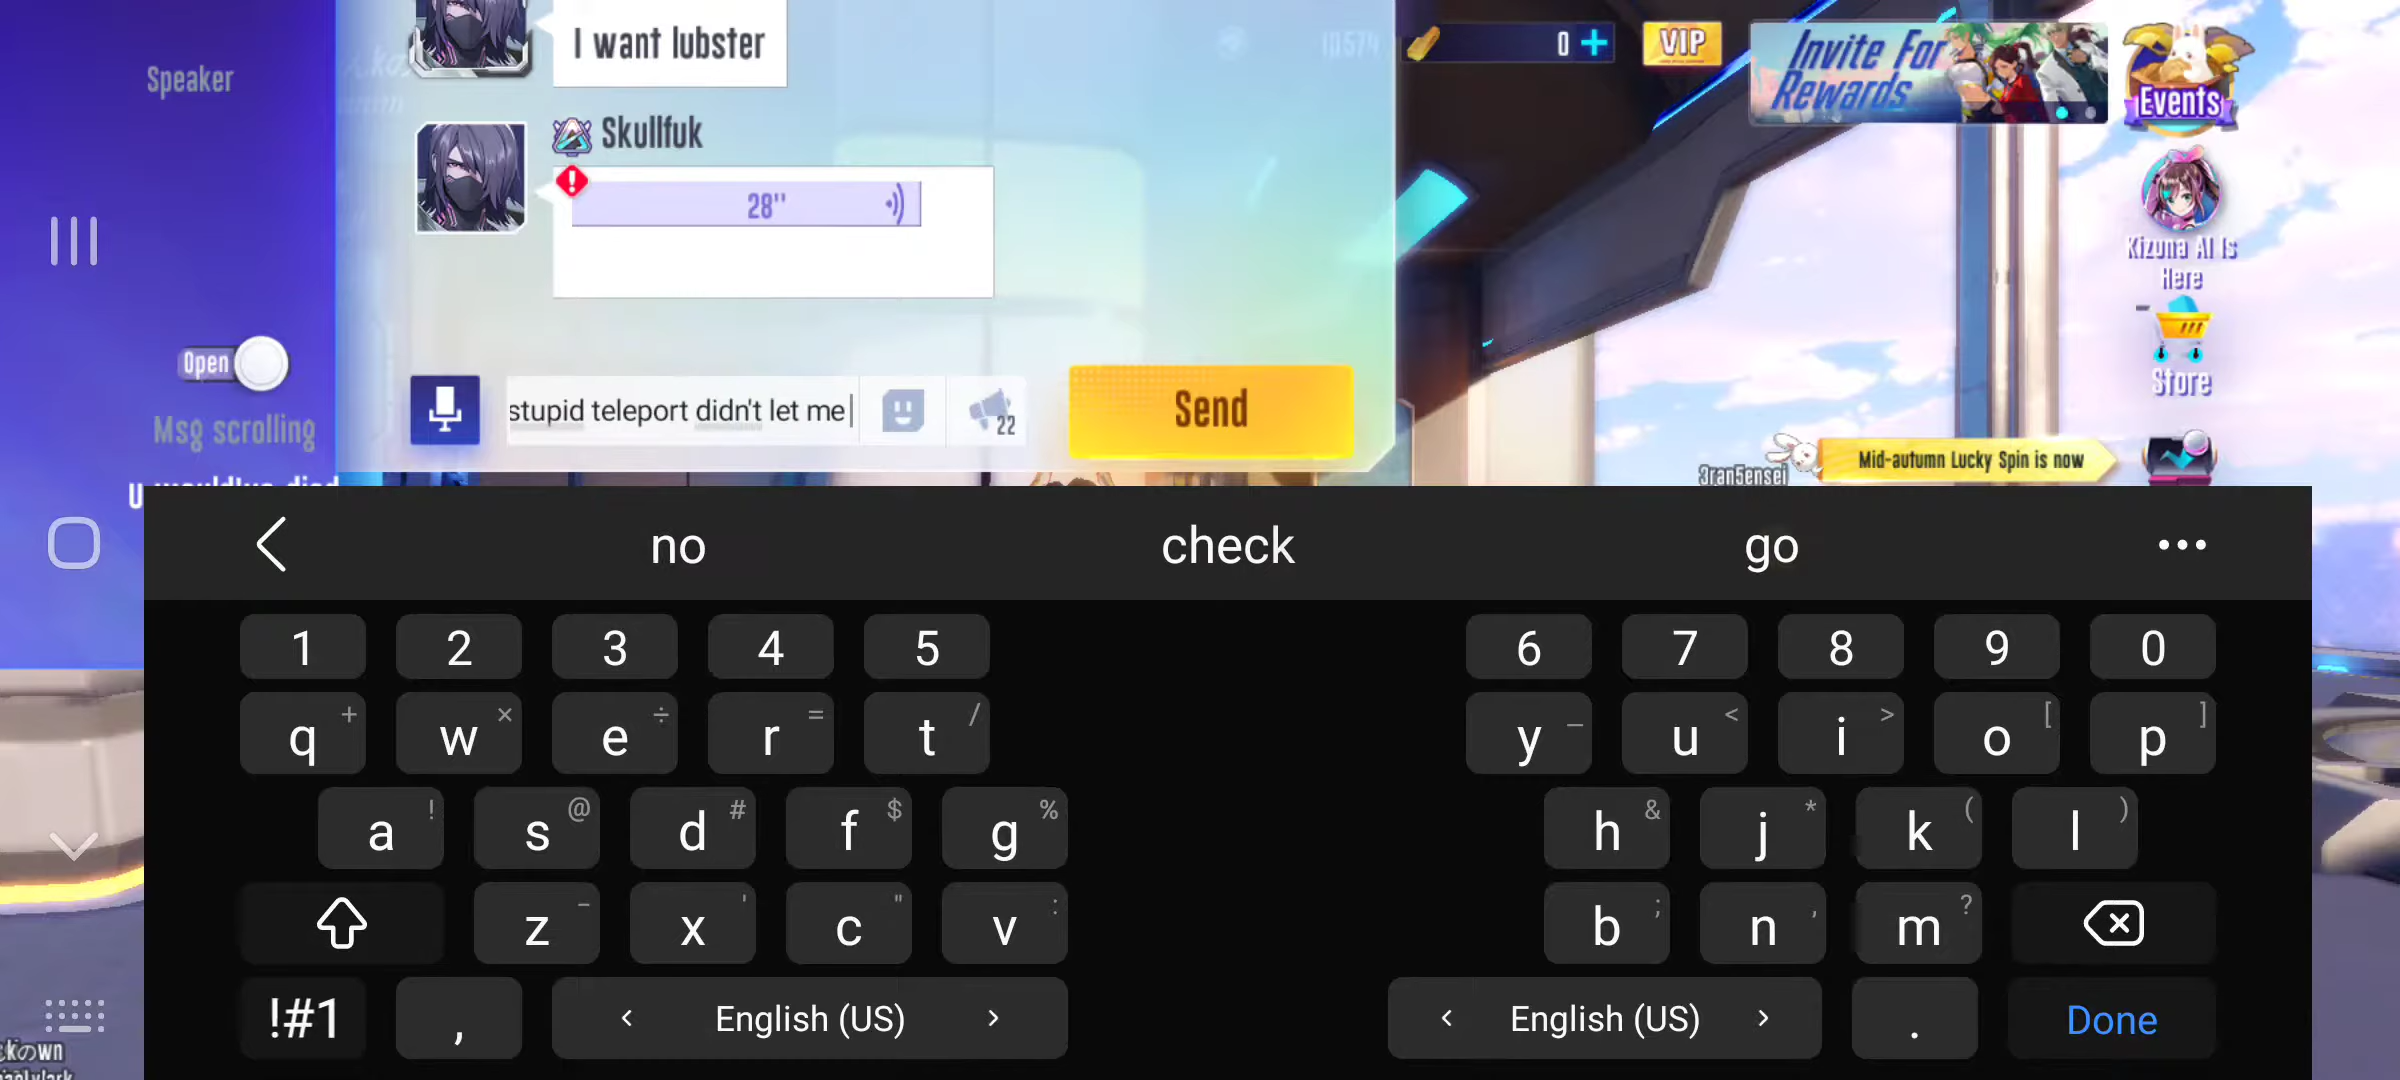 Speaker
I want lubster
0
VIP
Invite For
Rewards
Events
Skullfuk
28''
Kizuna AI Is
Here
Open
Msg scrolling
stupid teleport didn't let me
22
Send
Store
3ran5ensei
Mid-autumn Lucky Spin is now
no
check
go
1 2 3 4 5 6 7 8 9 0
q + w × e ÷ r = t / y _ u < i > o [ p ]
a ! s @ d # f $ g % h & j * k ( l )
z - x ' c " v : b ; n , m ?
!#1 , < English (US) > < English (US) > . Done